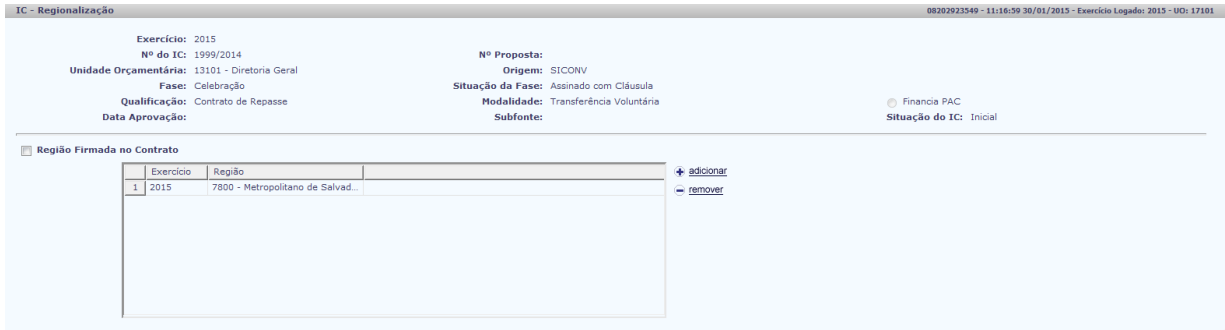 IC - Regionalização 08202923549 - 11:16:59 30/01/2015 - Exercício Logado: 2015 - UO: 17101
Exercício: 2015
Nº do IC: 1999/2014 Nº Proposta:
Unidade Orçamentária: 13101 - Diretoria Geral Origem: SICONV
Fase: Celebração Situação da Fase: Assinado com Cláusula
Qualificação: Contrato de Repasse Modalidade: Transferência Voluntária Financia PAC
Data Aprovação: Subfonte: Situação do IC: Inicial
Região Firmada no Contrato
Exercício Região adicionar
1 2015 7800 - Metropolitano de Salvad... remover